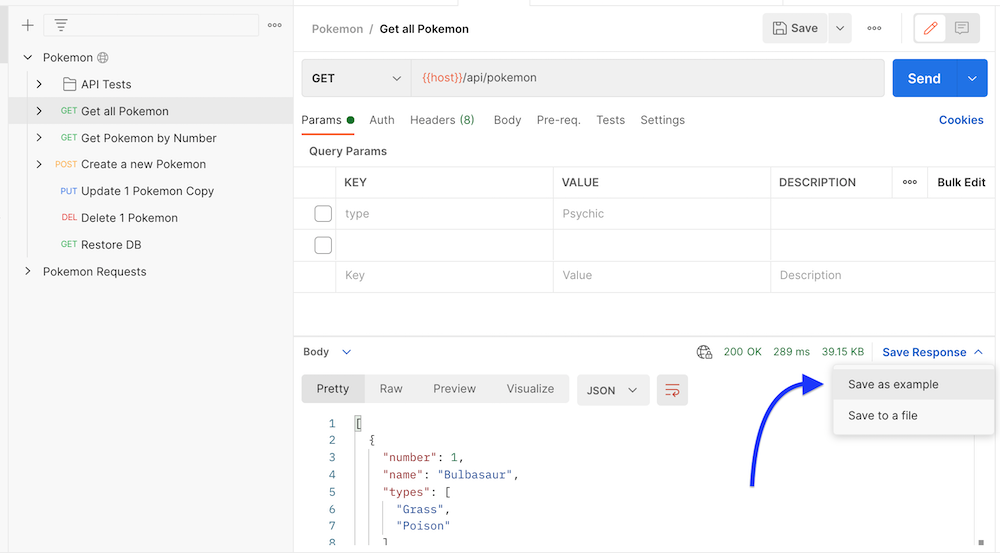 Pokemon
API Tests
GET Get all Pokemon
GET Get Pokemon by Number
POST Create a new Pokemon
PUT Update 1 Pokemon Copy
DEL Delete 1 Pokemon
GET Restore DB
Pokemon Requests
Pokemon / Get all Pokemon
Save
GET {{host}}/api/pokemon Send
Params Auth Headers (8) Body Pre-req. Tests Settings Cookies
Query Params
KEY VALUE DESCRIPTION Bulk Edit
type Psychic
Key Value Description
Body 200 OK 289 ms 39.15 KB Save Response
Save as example
Save to a file
Pretty Raw Preview Visualize JSON
1 [
2 {
3 "number": 1,
4 "name": "Bulbasaur",
5 "types": [
6 "Grass",
7 "Poison"
8 ]